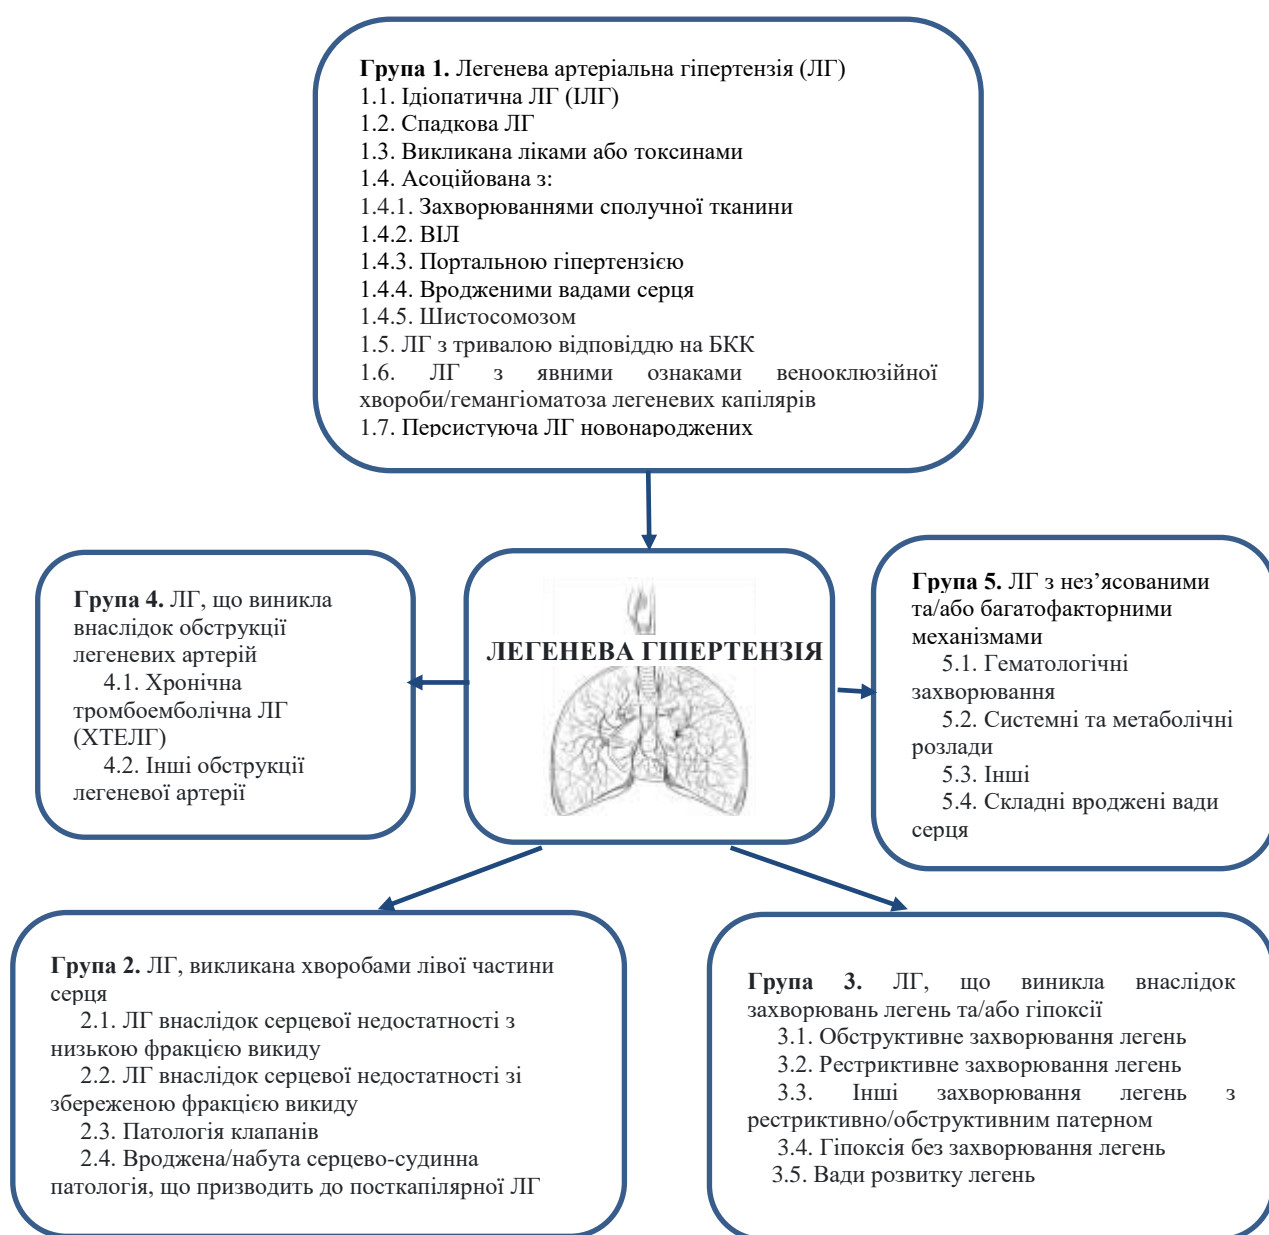 Група 1. Легенева артеріальна гіпертензія (ЛГ)
1.1. Ідіопатична ЛГ (ІЛГ)
1.2. Спадкова ЛГ
1.3. Викликана ліками або токсинами
1.4. Асоційована з:
1.4.1. Захворюваннями сполучної тканини
1.4.2. ВІЛ
1.4.3. Портальною гіпертензією
1.4.4. Вродженими вадами серця
1.4.5. Шистосомозом
1.5. ЛГ з тривалою відповіддю на БКК
1.6. ЛГ з явними ознаками венооклюзійної
хвороби/гемангіоматоза легеневих капілярів
1.7. Персистуюча ЛГ новонароджених
Група 4. ЛГ, що виникла
внаслідок обструкції
легеневих артерій
4.1. Хронічна
тромбоемболічна ЛГ
(ХТЕЛГ)
4.2. Інші обструкції
легеневої артерії
ЛЕГЕНЕВА ГІПЕРТЕНЗІЯ
Група 5. ЛГ з нез’ясованими
та/або багатофакторними
механізмами
5.1. Гематологічні
захворювання
5.2. Системні та метаболічні
розлади
5.3. Інші
5.4. Складні вроджені вади
серця
Група 2. ЛГ, викликана хворобами лівої частини
серця
2.1. ЛГ внаслідок серцевої недостатності з
низькою фракцією викиду
2.2. ЛГ внаслідок серцевої недостатності зі
збереженою фракцією викиду
2.3. Патологія клапанів
2.4. Вроджена/набута серцево-судинна
патологія, що призводить до посткапілярної ЛГ
Група 3. ЛГ, що виникла внаслідок
захворювань легень та/або гіпоксії
3.1. Обструктивне захворювання легень
3.2. Рестриктивне захворювання легень
3.3. Інші захворювання легень з
рестриктивно/обструктивним патерном
3.4. Гіпоксія без захворювання легень
3.5. Вади розвитку легень